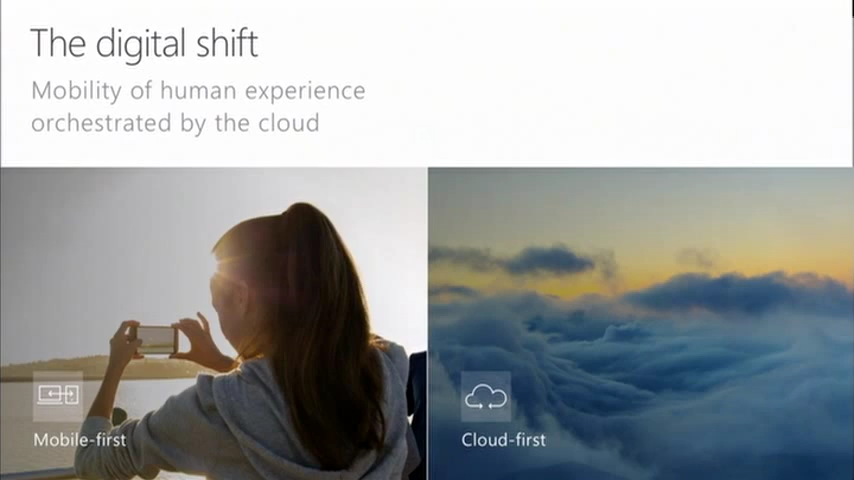 The digital shift
Mobility of human experience
orchestrated by the cloud
Mobile-first
Cloud-first